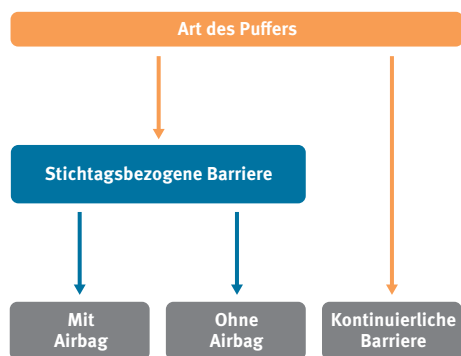 Art des Puffers
Stichtagsbezogene Barriere
Mit
Airbag
Ohne
Airbag
Kontinuierliche
Barriere